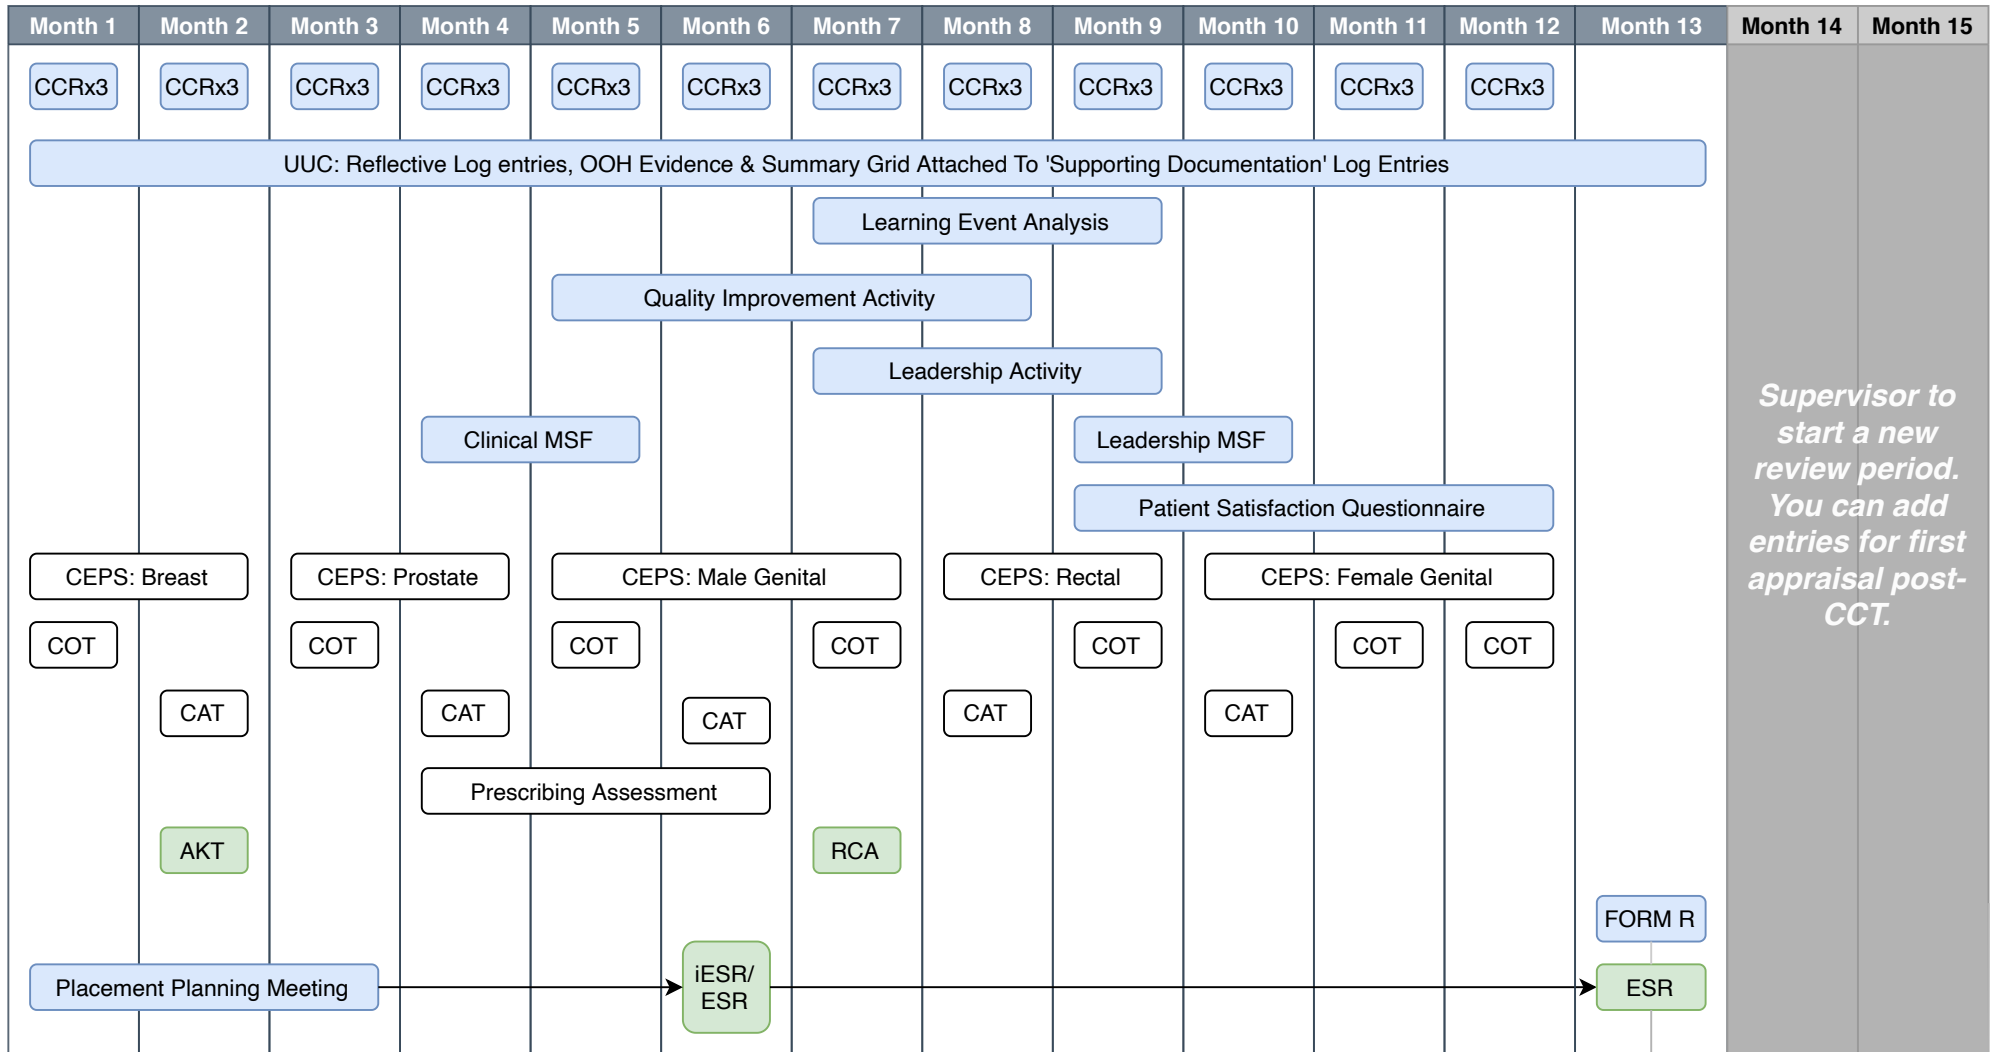 Month 1 Month 2 Month 3 Month 4 Month 5 Month 6 Month 7 Month 8 Month 9 Month 10 Month 11 Month 12 Month 13 Month 14 Month 15
CCRx3 CCRx3 CCRx3 CCRx3 CCRx3 CCRx3 CCRx3 CCRx3 CCRx3 CCRx3 CCRx3 CCRx3
UUC: Reflective Log entries, OOH Evidence & Summary Grid Attached To 'Supporting Documentation' Log Entries
Learning Event Analysis
Quality Improvement Activity
Leadership Activity
Clinical MSF Leadership MSF
Patient Satisfaction Questionnaire
CEPS: Breast CEPS: Prostate CEPS: Male Genital CEPS: Rectal CEPS: Female Genital
COT COT COT COT COT COT COT
CAT CAT CAT CAT CAT
Prescribing Assessment
AKT RCA
FORM R
Placement Planning Meeting
iESR/
ESR
ESR
Supervisor to
start a new
review period.
You can add
entries for first
appraisal post-
CCT.